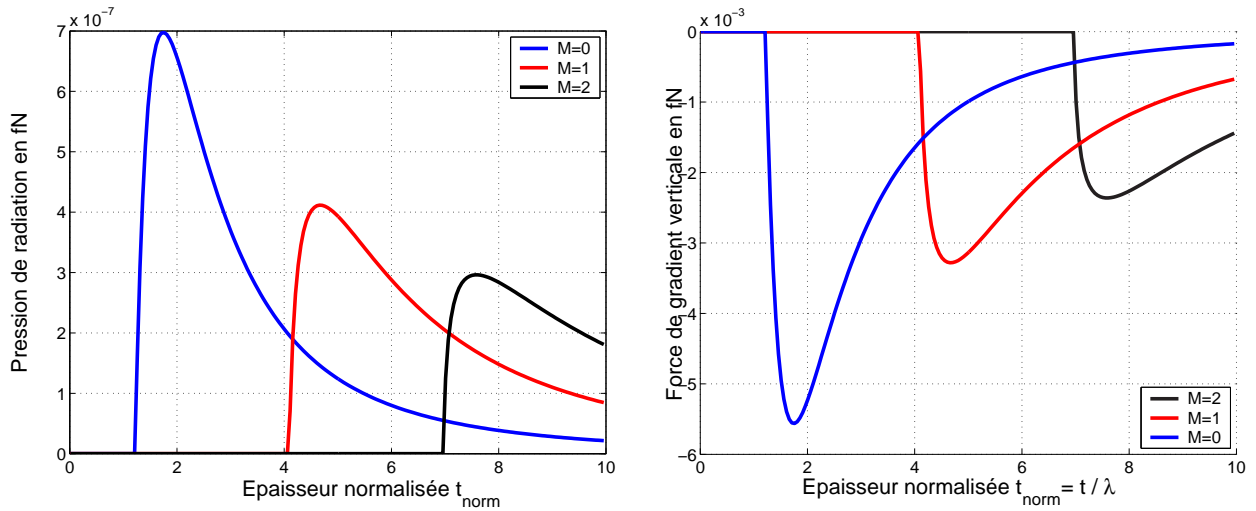 x 10⁻⁷
7
6
5
4
3
2
1
0
0 2 4 6 8 10
Pression de radiation en fN
Epaisseur normalisée t_norm
M=0
M=1
M=2
x 10⁻³
0
−1
−2
−3
−4
−5
−6
0 2 4 6 8 10
Force de gradient verticale en fN
Epaisseur normalisée t_norm= t / λ
M=2
M=1
M=0